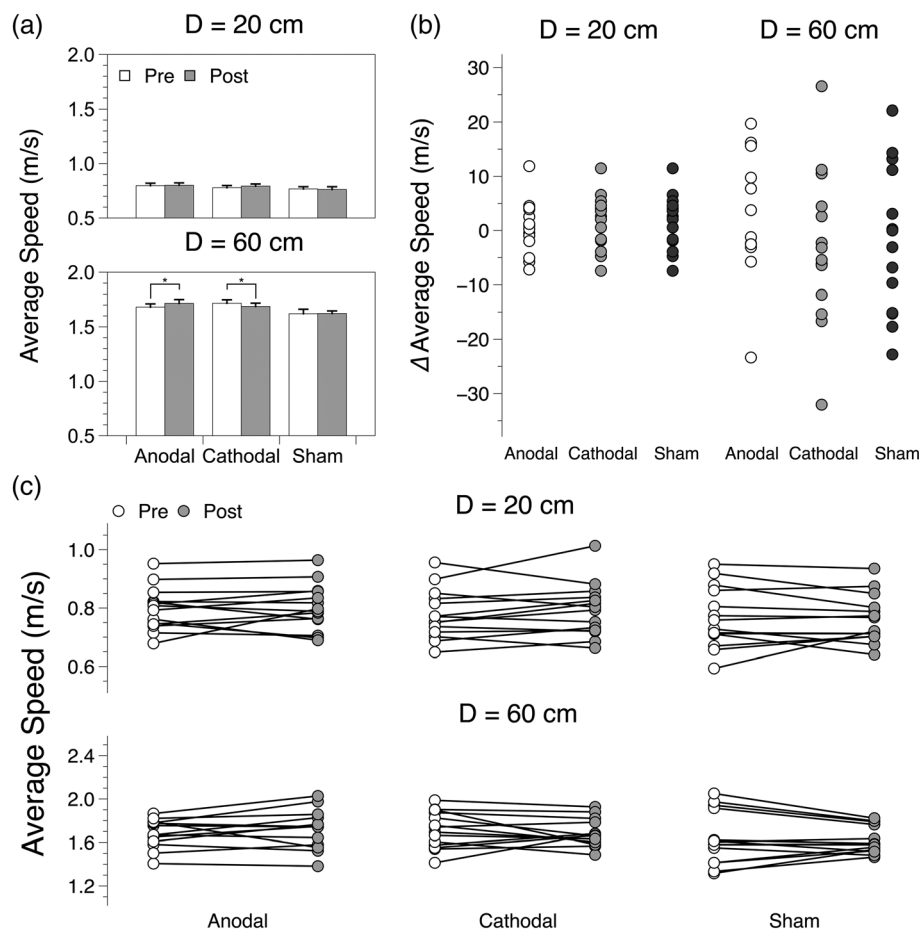 (a)
D = 20 cm
2.0
Pre Post
1.5
1.0
0.5
D = 60 cm
2.0
* *
1.5
1.0
0.5
Average Speed (m/s)
Anodal Cathodal Sham
(b)
D = 20 cm D = 60 cm
30
20
10
0
−10
−20
−30
Δ Average Speed (m/s)
Anodal Cathodal Sham Anodal Cathodal Sham
(c)
Pre Post
D = 20 cm
1.0
0.8
0.6
Average Speed (m/s)
D = 60 cm
2.4
2.0
1.6
1.2
Average Speed (m/s)
Anodal Cathodal Sham